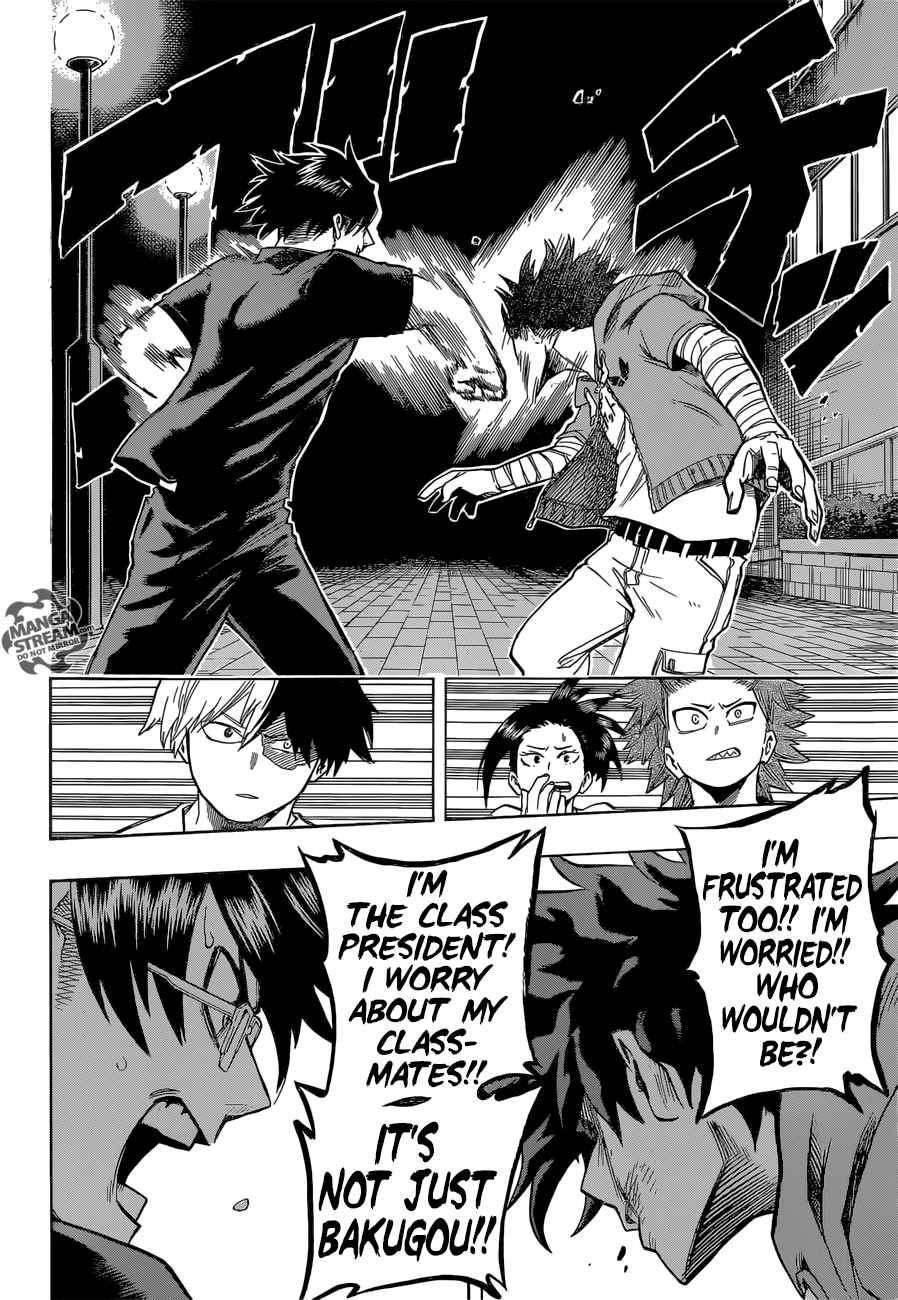 MANGA
STREAM.com
DO NOT MIRROR
I'M
FRUSTRATED
TOO!! I'M
WORRIED!!
WHO
WOULDN'T
BE?!
I'M
THE CLASS
PRESIDENT!
I WORRY
ABOUT MY
CLASS-
MATES!!
IT'S
NOT JUST
BAKUGOU!!